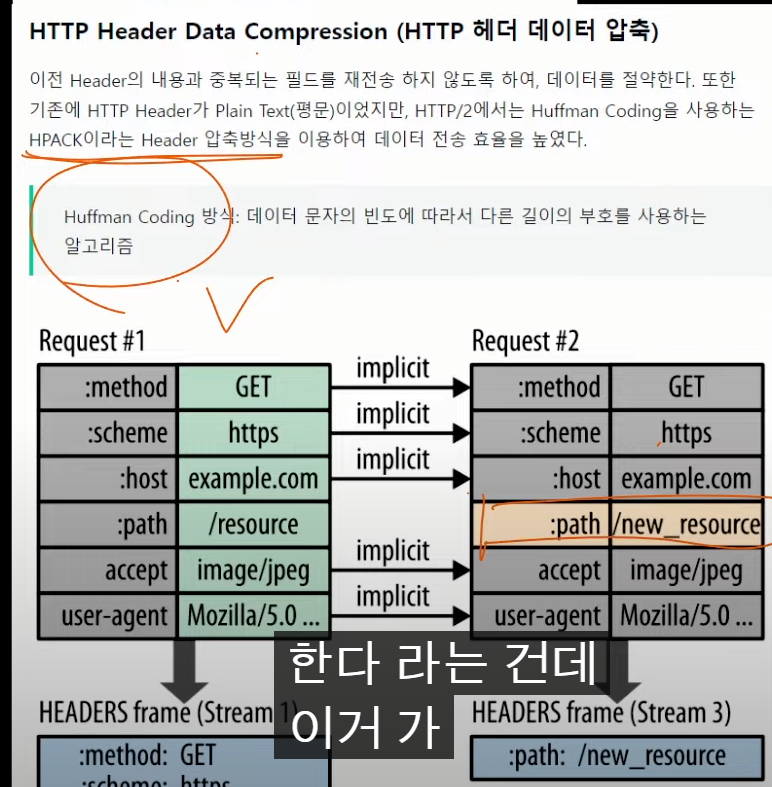 HTTP Header Data Compression (HTTP 헤더 데이터 압축)
이전 Header의 내용과 중복되는 필드를 재전송 하지 않도록 하여, 데이터를 절약한다. 또한
기존에 HTTP Header가 Plain Text(평문)이었지만, HTTP/2에서는 Huffman Coding을 사용하는
HPACK이라는 Header 압축방식을 이용하여 데이터 전송 효율을 높였다.
Huffman Coding 방식: 데이터 문자의 빈도에 따라서 다른 길이의 부호를 사용하는
알고리즘
Request #1
Request #2
:method GET implicit :method GET
:scheme https implicit :scheme https
:host example.com implicit :host example.com
:path /resource :path /new_resource
accept image/jpeg implicit accept image/jpeg
user-agent Mozilla/5.0 ... implicit user-agent Mozilla/5.0 ...
한다 라는 건데
이거 가
HEADERS frame (Stream 1)
HEADERS frame (Stream 3)
:method: GET
:scheme: https
:path: /new_resource